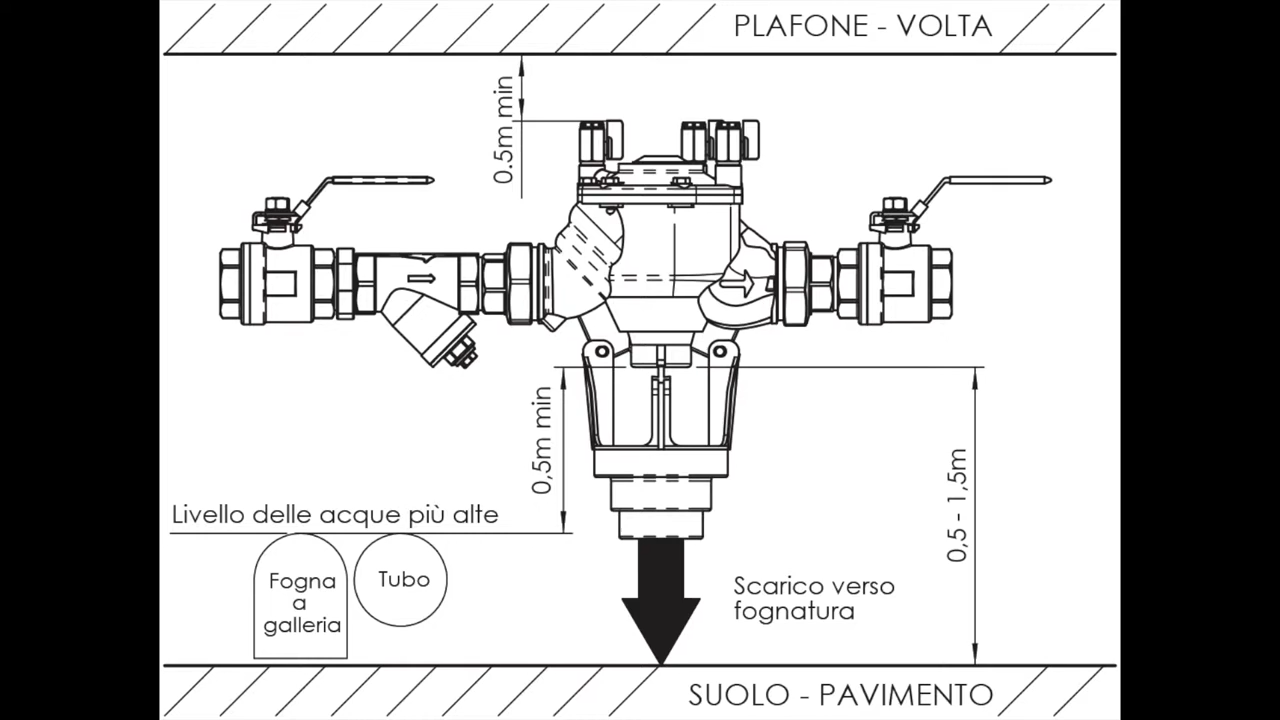 PLAFONE - VOLTA
0.5m min
0,5m min
0,5 - 1,5m
Livello delle acque più alte
Fogna
a
galleria
Tubo
Scarico verso
fognatura
SUOLO - PAVIMENTO